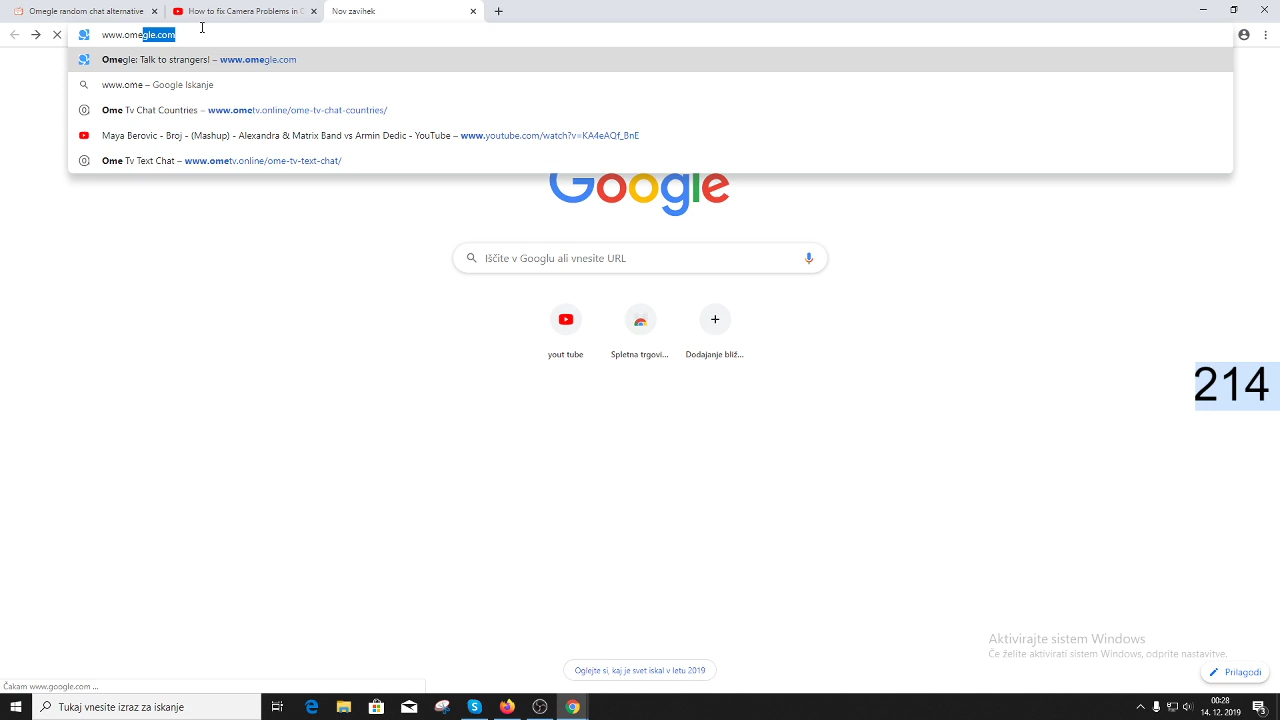 Omegle random chat alternative
How to fix Camera Problems in C
Nov zavihek
www.omegle.com
Omegle: Talk to strangers! – www.omegle.com
www.ome – Google Iskanje
Ome Tv Chat Countries – www.ometv.online/ome-tv-chat-countries/
Maya Berovic - Broj - (Mashup) - Alexandra & Matrix Band vs Armin Dedic - YouTube – www.youtube.com/watch?v=KA4eAQf_BnE
Ome Tv Text Chat – www.ometv.online/ome-tv-text-chat/
Google
Iščite v Googlu ali vnesite URL
yout tube
Spletna trgovi...
Dodajanje bliž...
214
Aktivirajte sistem Windows
Če želite aktivirati sistem Windows, odprite nastavitve.
Oglejte si, kaj je svet iskal v letu 2019
Prilagodi
Čakam www.google.com ...
Tukaj vnesite izraz za iskanje
00:28
14. 12. 2019